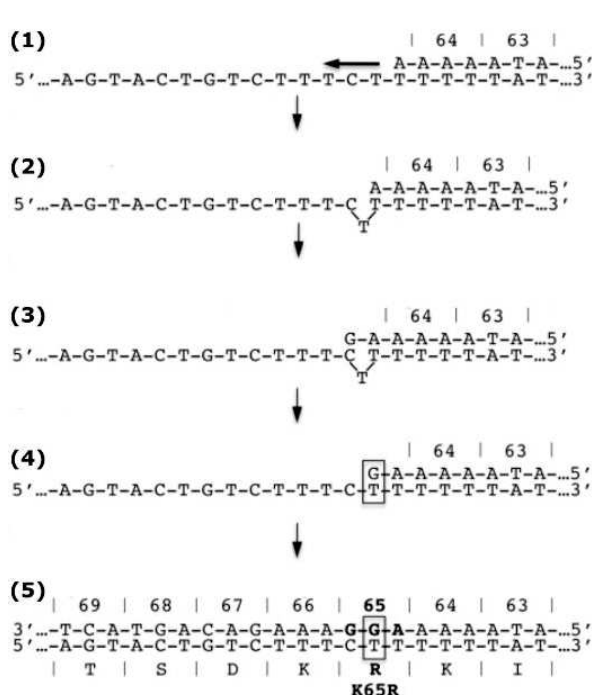 (1) | 64 | 63 |
A-A-A-A-A-T-A-…5′
5′…-A-G-T-A-C-T-G-T-C-T-T-T-C-T-T-T-T-T-T-A-T-…3′
(2) | 64 | 63 |
A-A-A-A-A-T-A-…5′
5′…-A-G-T-A-C-T-G-T-C-T-T-T-C T-T-T-T-T-A-T-…3′
T
(3) | 64 | 63 |
G-A-A-A-A-A-T-A-…5′
5′…-A-G-T-A-C-T-G-T-C-T-T-T-C T-T-T-T-T-A-T-…3′
T
(4) | 64 | 63 |
G-A-A-A-A-A-T-A-…5′
5′…-A-G-T-A-C-T-G-T-C-T-T-T-C-T-T-T-T-T-T-A-T-…3′
(5) | 69 | 68 | 67 | 66 | 65 | 64 | 63 |
3′…-T-C-A-T-G-A-C-A-G-A-A-A-G-G-A-A-A-A-A-T-A-…5′
5′…-A-G-T-A-C-T-G-T-C-T-T-T-C-T-T-T-T-T-T-A-T-…3′
| T | S | D | K | R | K | I |
K65R